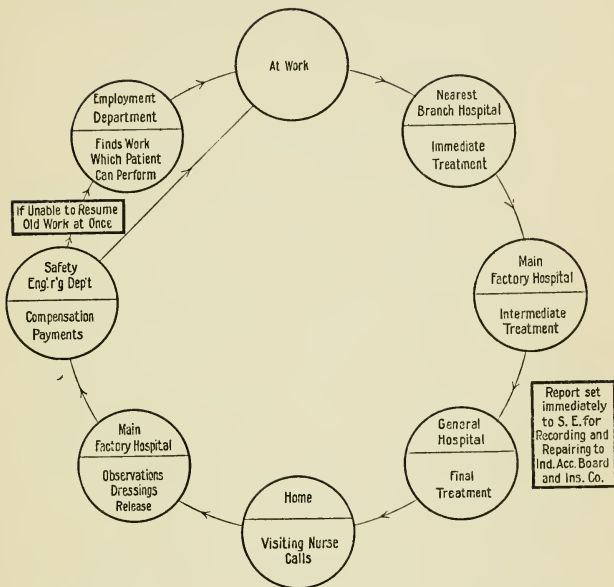 At Work
Nearest
Branch Hospital
Immediate
Treatment
Main
Factory Hospital
Intermediate
Treatment
Report set
immediately
to S. E. for
Recording and
Repairing to
Ind. Acc. Board
and Ins. Co.
General
Hospital
Final
Treatment
Home
Visiting Nurse
Calls
Main
Factory Hospital
Observations
Dressings
Release
Safety
Eng'r'g Dep't
Compensation
Payments
If Unable to Resume
Old Work at Once
Employment
Department
Finds Work
Which Patient
Can Perform